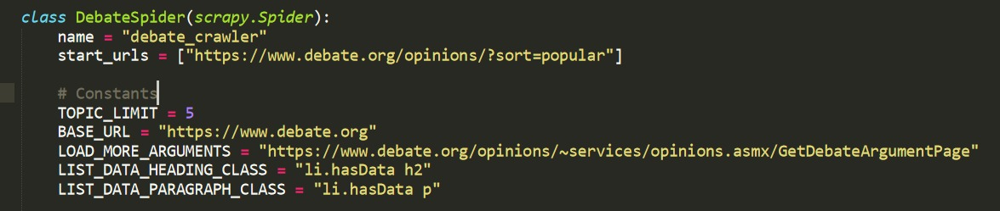 class DebateSpider(scrapy.Spider):
    name = "debate_crawler"
    start_urls = ["https://www.debate.org/opinions/?sort=popular"]

    # Constants
    TOPIC_LIMIT = 5
    BASE_URL = "https://www.debate.org"
    LOAD_MORE_ARGUMENTS = "https://www.debate.org/opinions/~services/opinions.asmx/GetDebateArgumentPage"
    LIST_DATA_HEADING_CLASS = "li.hasData h2"
    LIST_DATA_PARAGRAPH_CLASS = "li.hasData p"